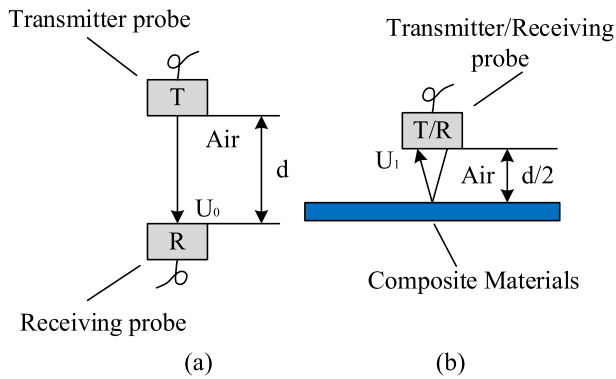 Transmitter probe
T
Air
d
U₀
R
Receiving probe
(a)
Transmitter/Receiving
probe
T/R
U₁
Air
d/2
Composite Materials
(b)